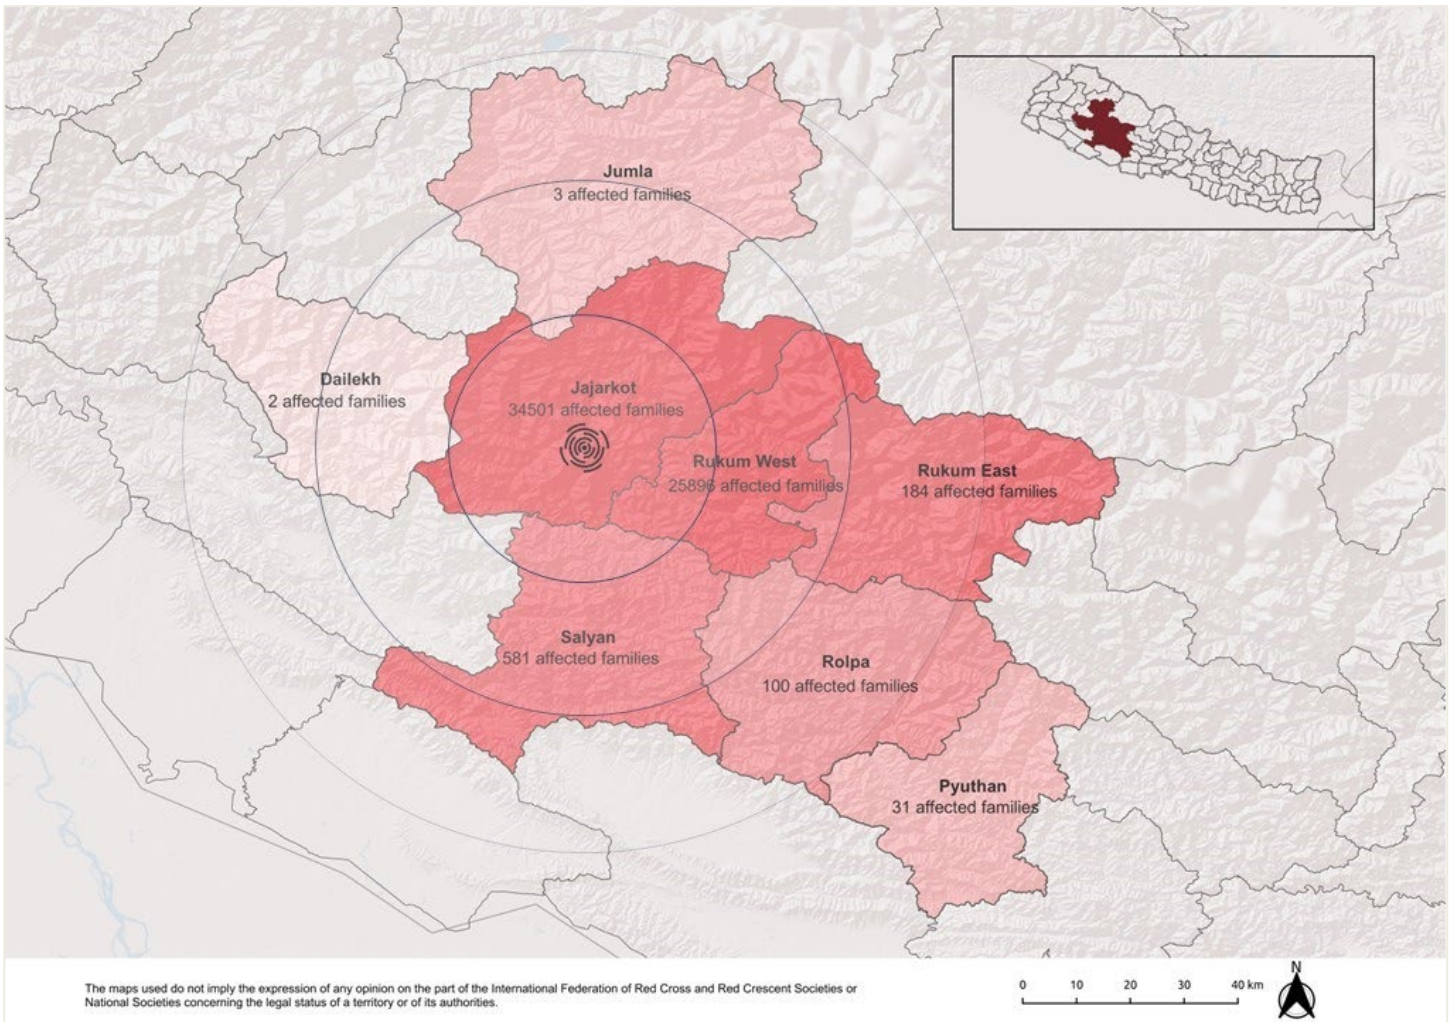 Jumla
3 affected families
Dailekh
2 affected families
Jajarkot
34501 affected families
Rukum West
25896 affected families
Rukum East
184 affected families
Salyan
581 affected families
Rolpa
100 affected families
Pyuthan
31 affected families
The maps used do not imply the expression of any opinion on the part of the International Federation of Red Cross and Red Crescent Societies or
National Societies concerning the legal status of a territory or of its authorities.
0 10 20 30 40 km
N